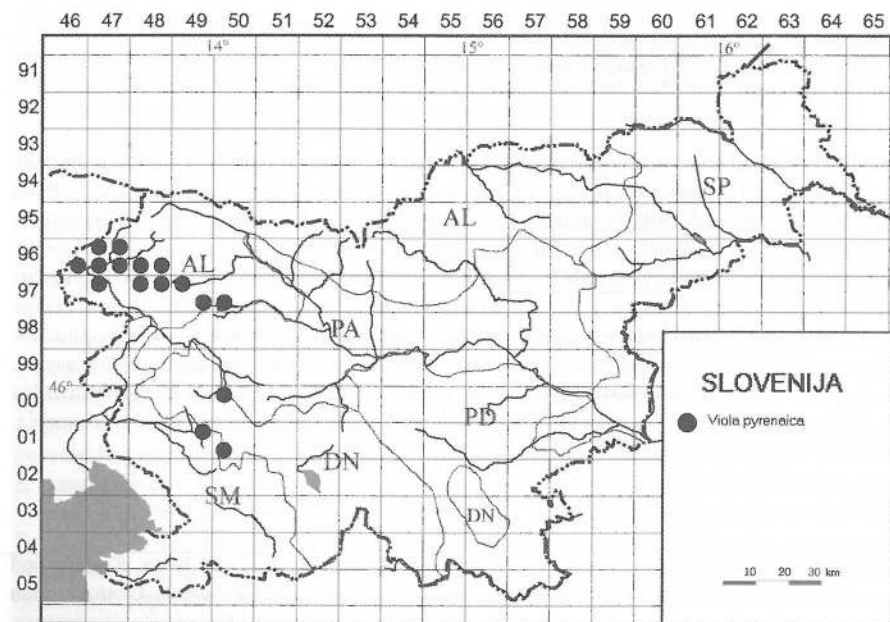 46 47 48 49 50 51 52 53 54 55 56 57 58 59 60 61 62 63 64 65
14° 15° 16°
91
92
93
94
95
96
97
98
99
46°
00
01
02
03
04
05
AL
SP
AL
PA
PD
DN
SM
DN
SLOVENIJA
Viola pyrenaica
10 20 30 km